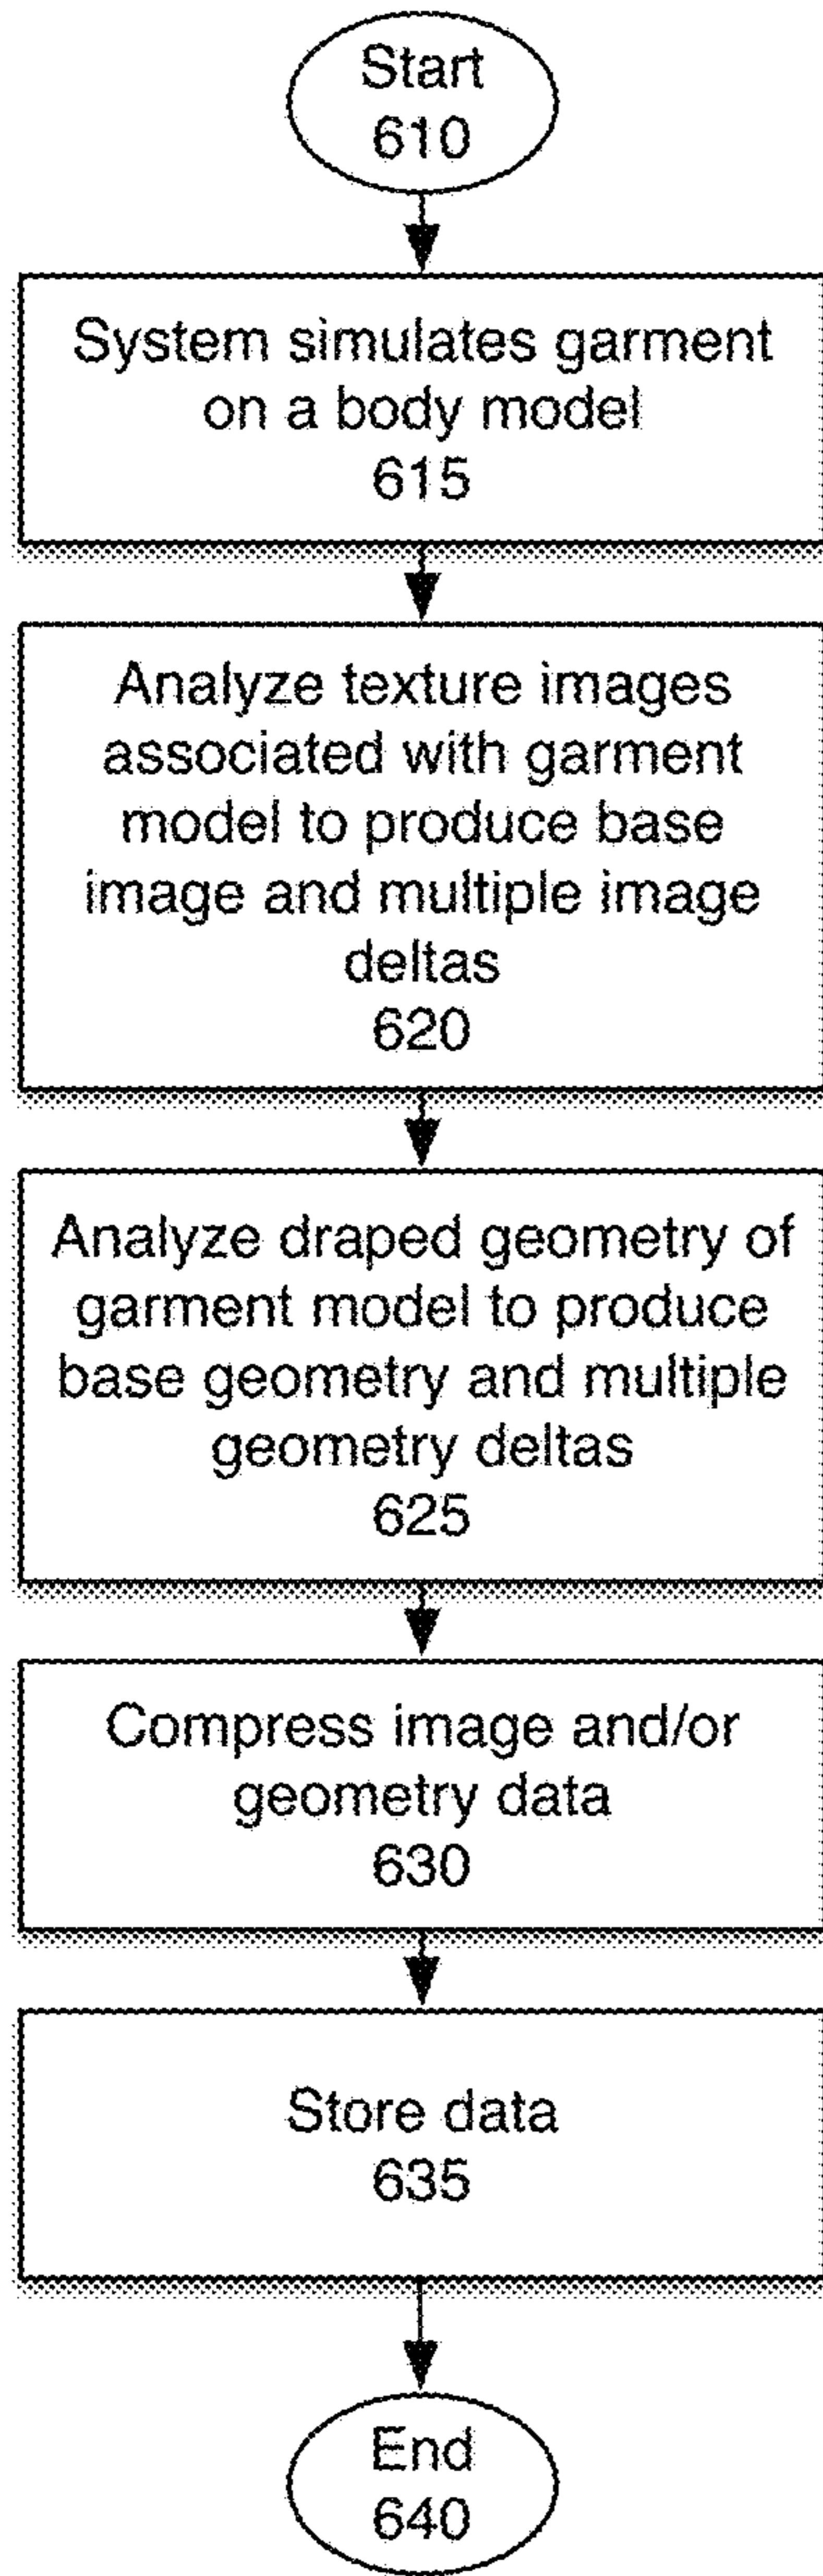 Start
610
System simulates garment
on a body model
615
Analyze texture images
associated with garment
model to produce base
image and multiple image
deltas
620
Analyze draped geometry of
garment model to produce
base geometry and multiple
geometry deltas
625
Compress image and/or
geometry data
630
Store data
635
End
640